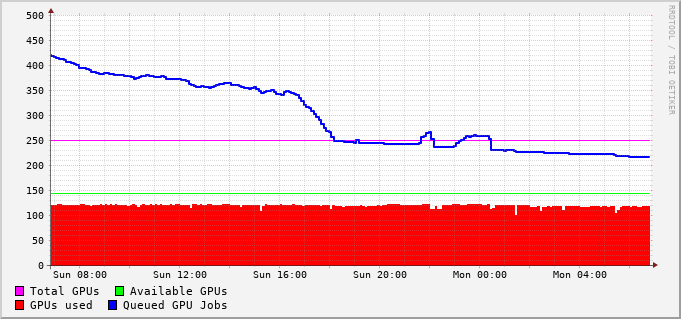 500
450
400
350
300
250
200
150
100
50
0
Sun 08:00 Sun 12:00 Sun 16:00 Sun 20:00 Mon 00:00 Mon 04:00
Total GPUs Available GPUs
GPUs used Queued GPU Jobs
RRDTOOL / TOBI OETIKER